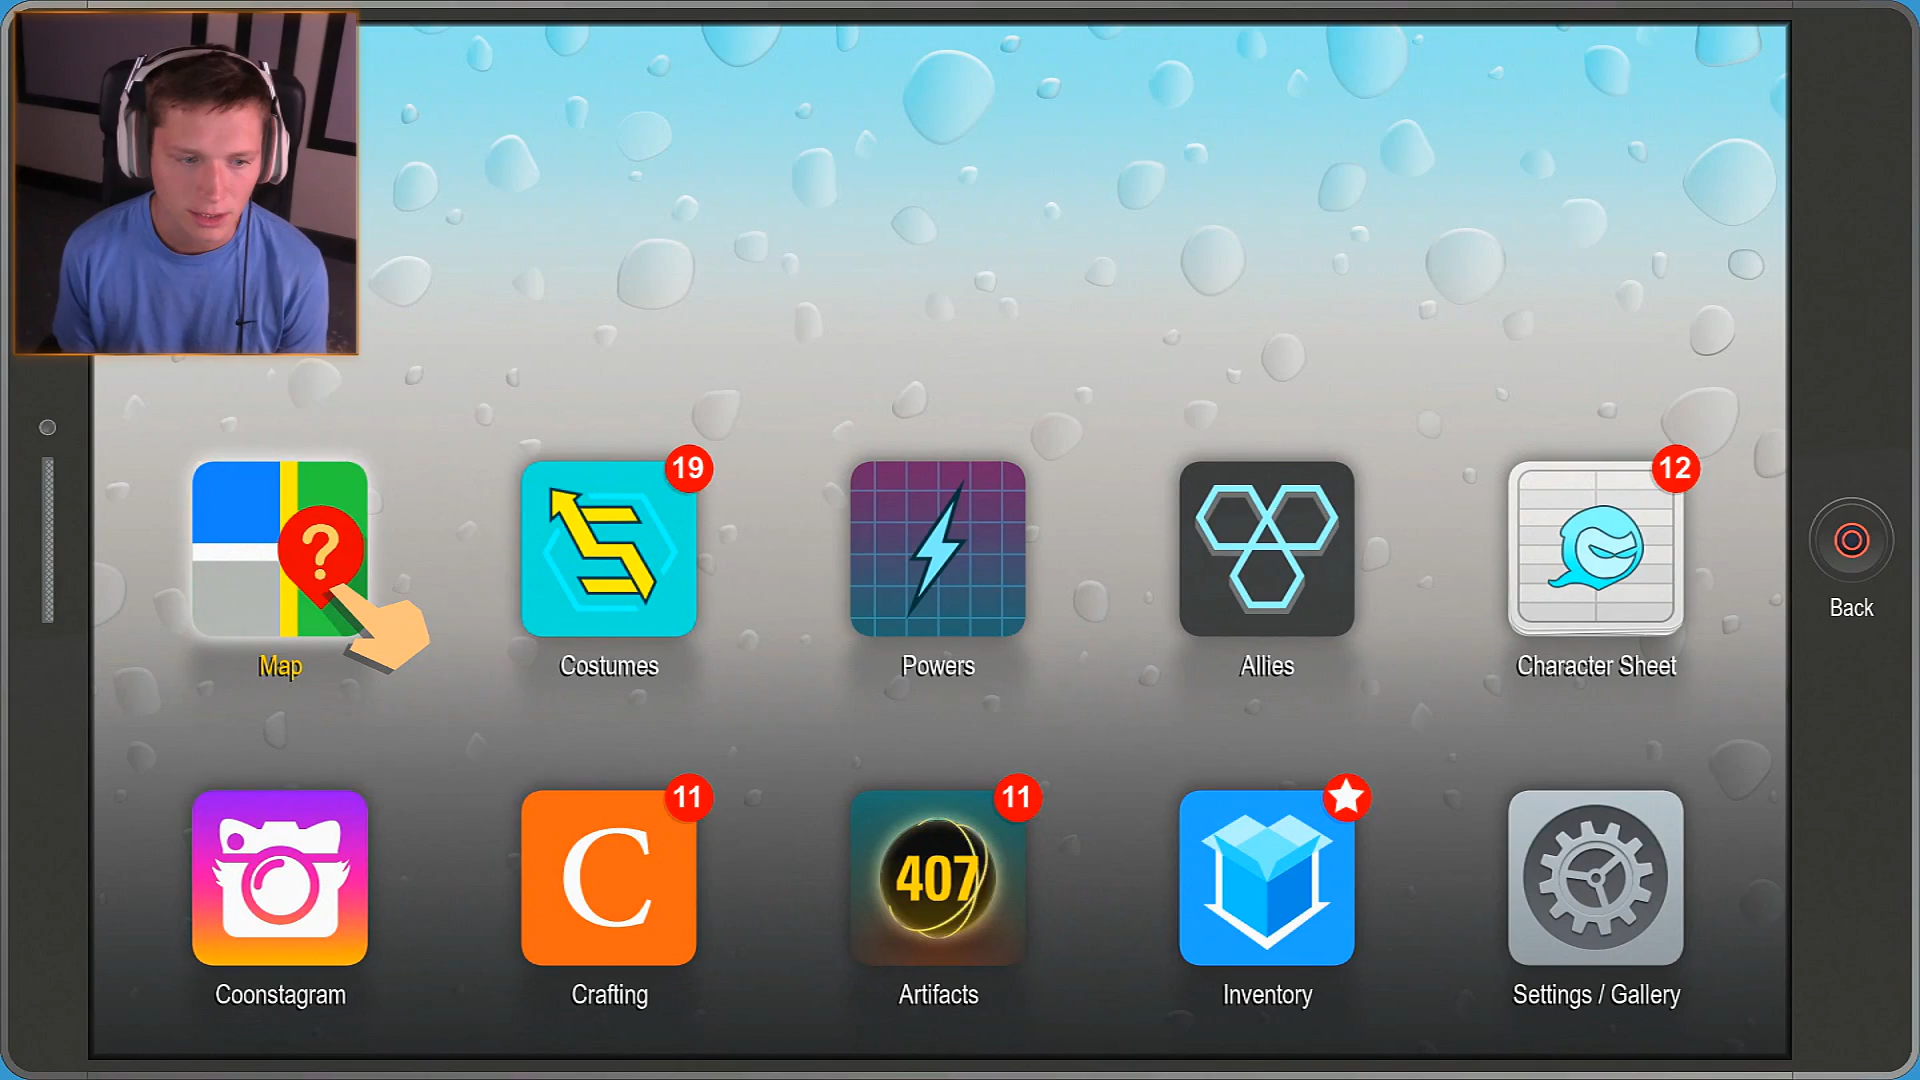 19
12
?
Map
Costumes
Powers
Allies
Character Sheet
Back
11
11
C
407
Coonstagram
Crafting
Artifacts
Inventory
Settings / Gallery